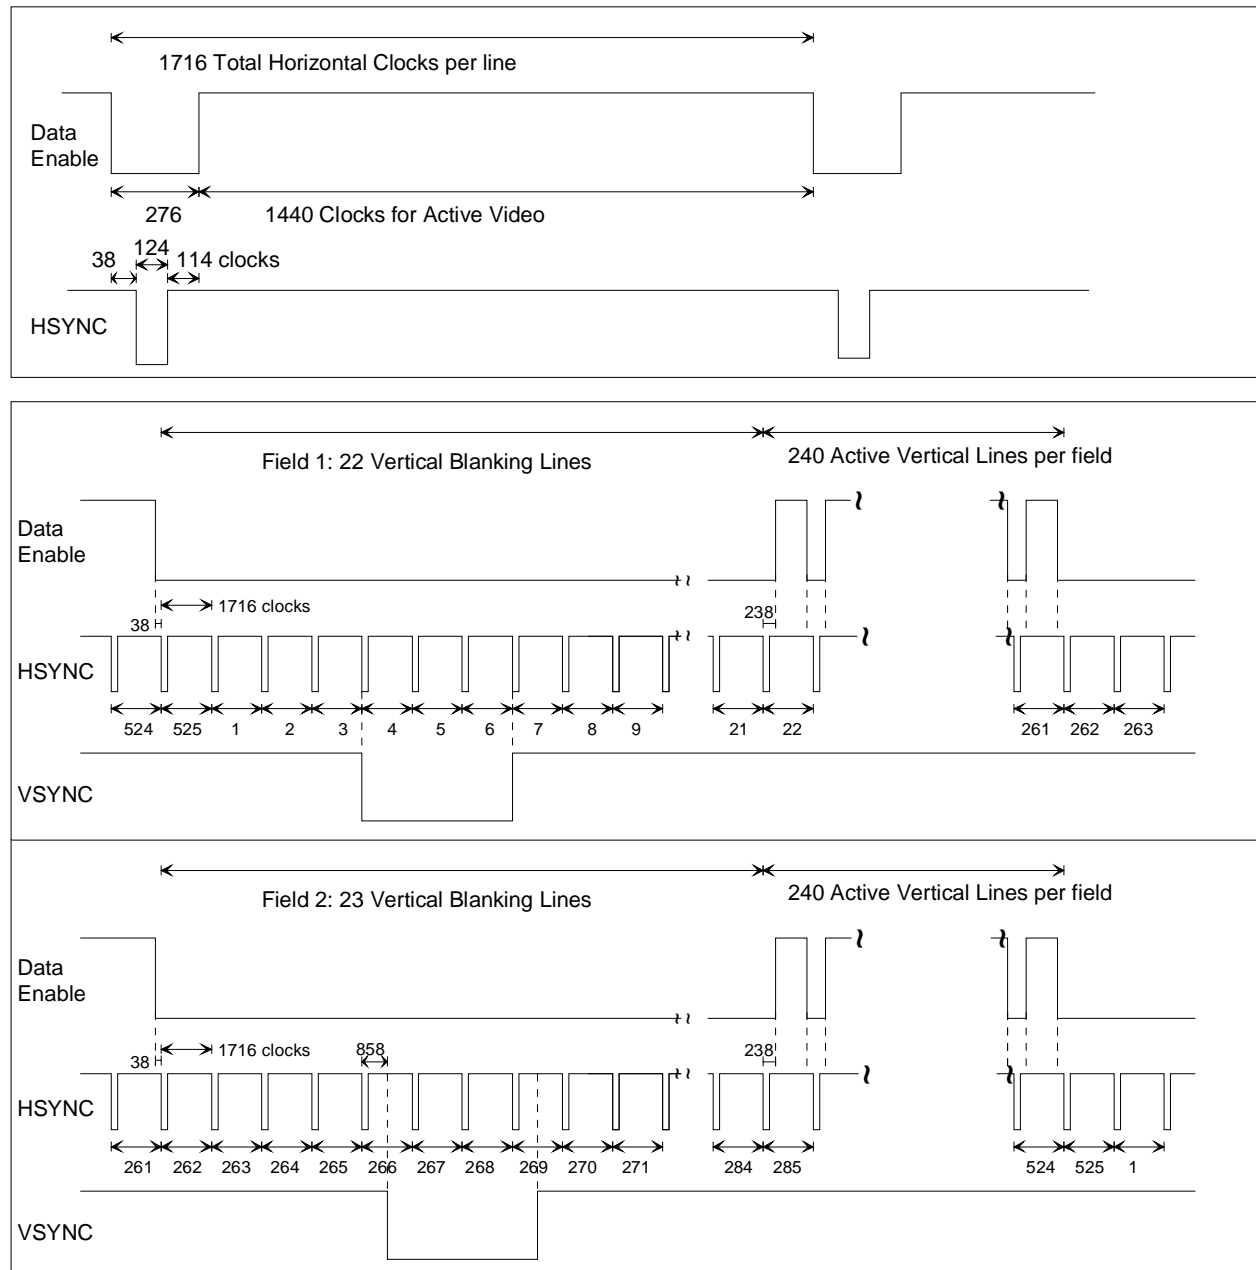 1716 Total Horizontal Clocks per line
Data
Enable
276
1440 Clocks for Active Video
124
38
114 clocks
HSYNC
Field 1: 22 Vertical Blanking Lines
240 Active Vertical Lines per field
Data
Enable
1716 clocks
38
238
HSYNC
524 525 1 2 3 4 5 6 7 8 9 21 22 261 262 263
VSYNC
Field 2: 23 Vertical Blanking Lines
240 Active Vertical Lines per field
Data
Enable
1716 clocks
858
38
238
HSYNC
261 262 263 264 265 266 267 268 269 270 271 284 285 524 525 1
VSYNC